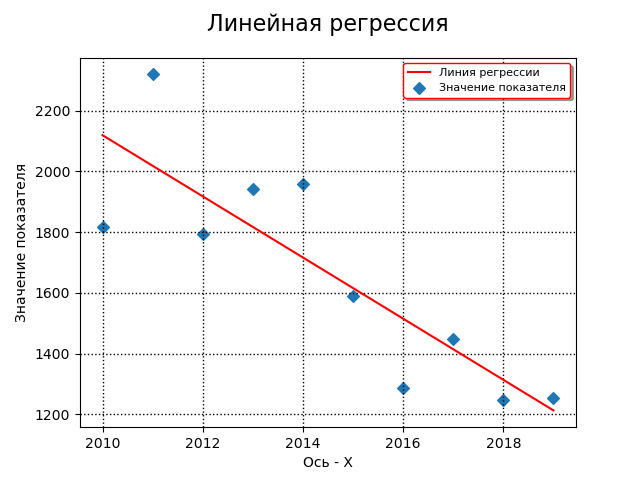 Линейная регрессия
Линия регрессии
Значение показателя
Значение показателя
2200
2000
1800
1600
1400
1200
2010 2012 2014 2016 2018
Ось - X